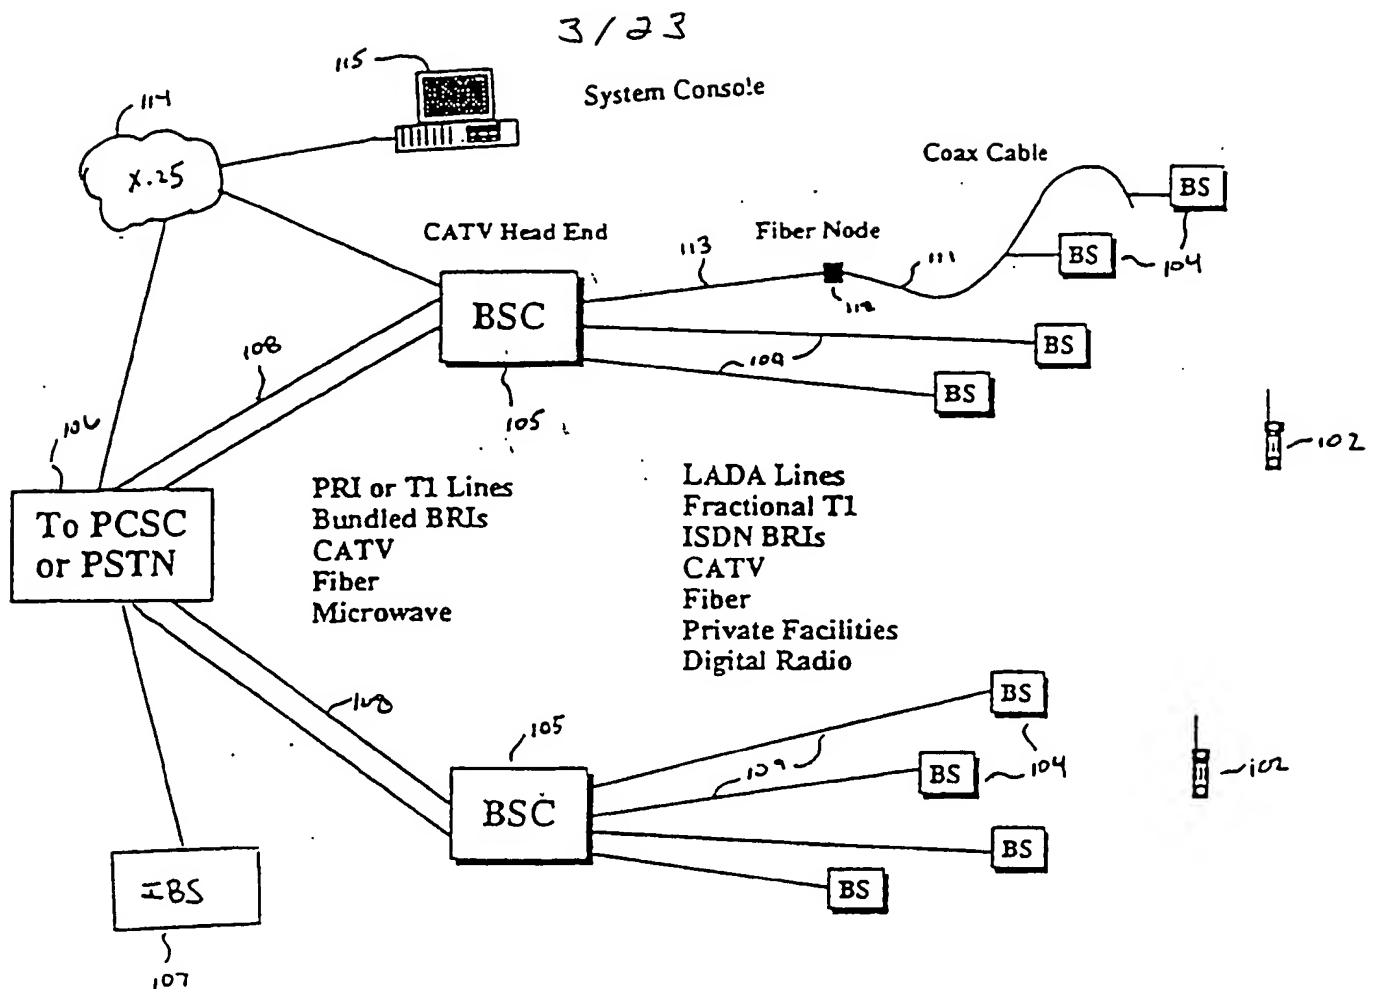 3/23
115
System Console
114
X.25
Coax Cable
BS
CATV Head End
Fiber Node
113
111
BS
104
104
112
BSC
108
109
BS
BS
105
106
102
To PCSC
or PSTN
PRI or T1 Lines
Bundled BRIs
CATV
Fiber
Microwave
LADA Lines
Fractional T1
ISDN BRIs
CATV
Fiber
Private Facilities
Digital Radio
108
105
BS
104
109
BS
104
102
BSC
BS
BS
IBS
107